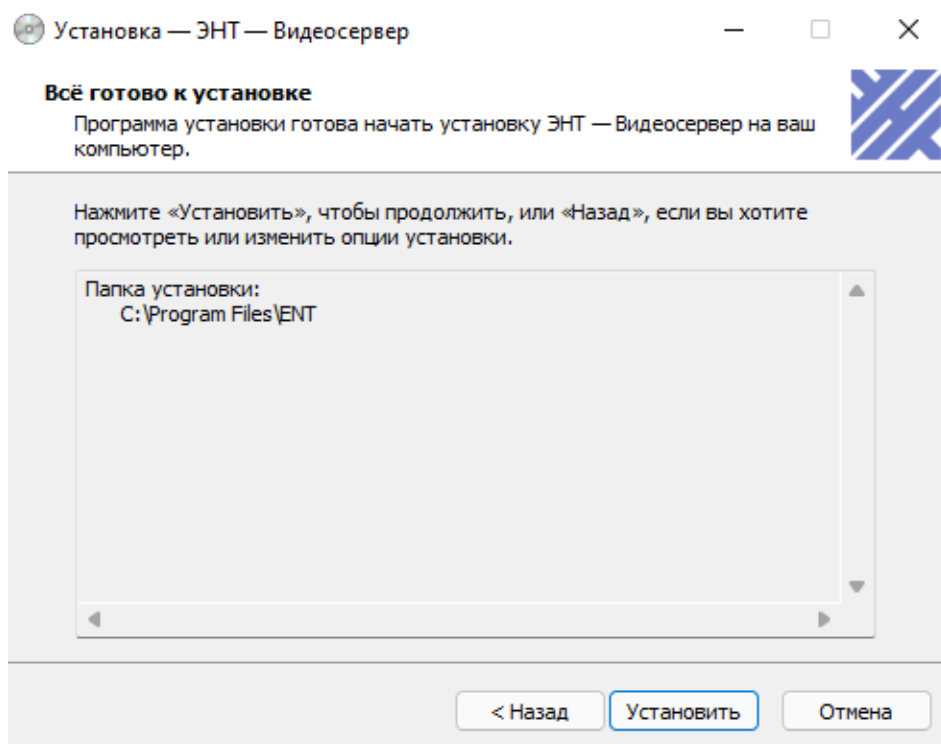 Установка — ЭНТ — Видеосервер
Всё готово к установке
Программа установки готова начать установку ЭНТ — Видеосервер на ваш
компьютер.
Нажмите «Установить», чтобы продолжить, или «Назад», если вы хотите
просмотреть или изменить опции установки.
Папка установки:
C:\Program Files\ENT
< Назад
Установить
Отмена